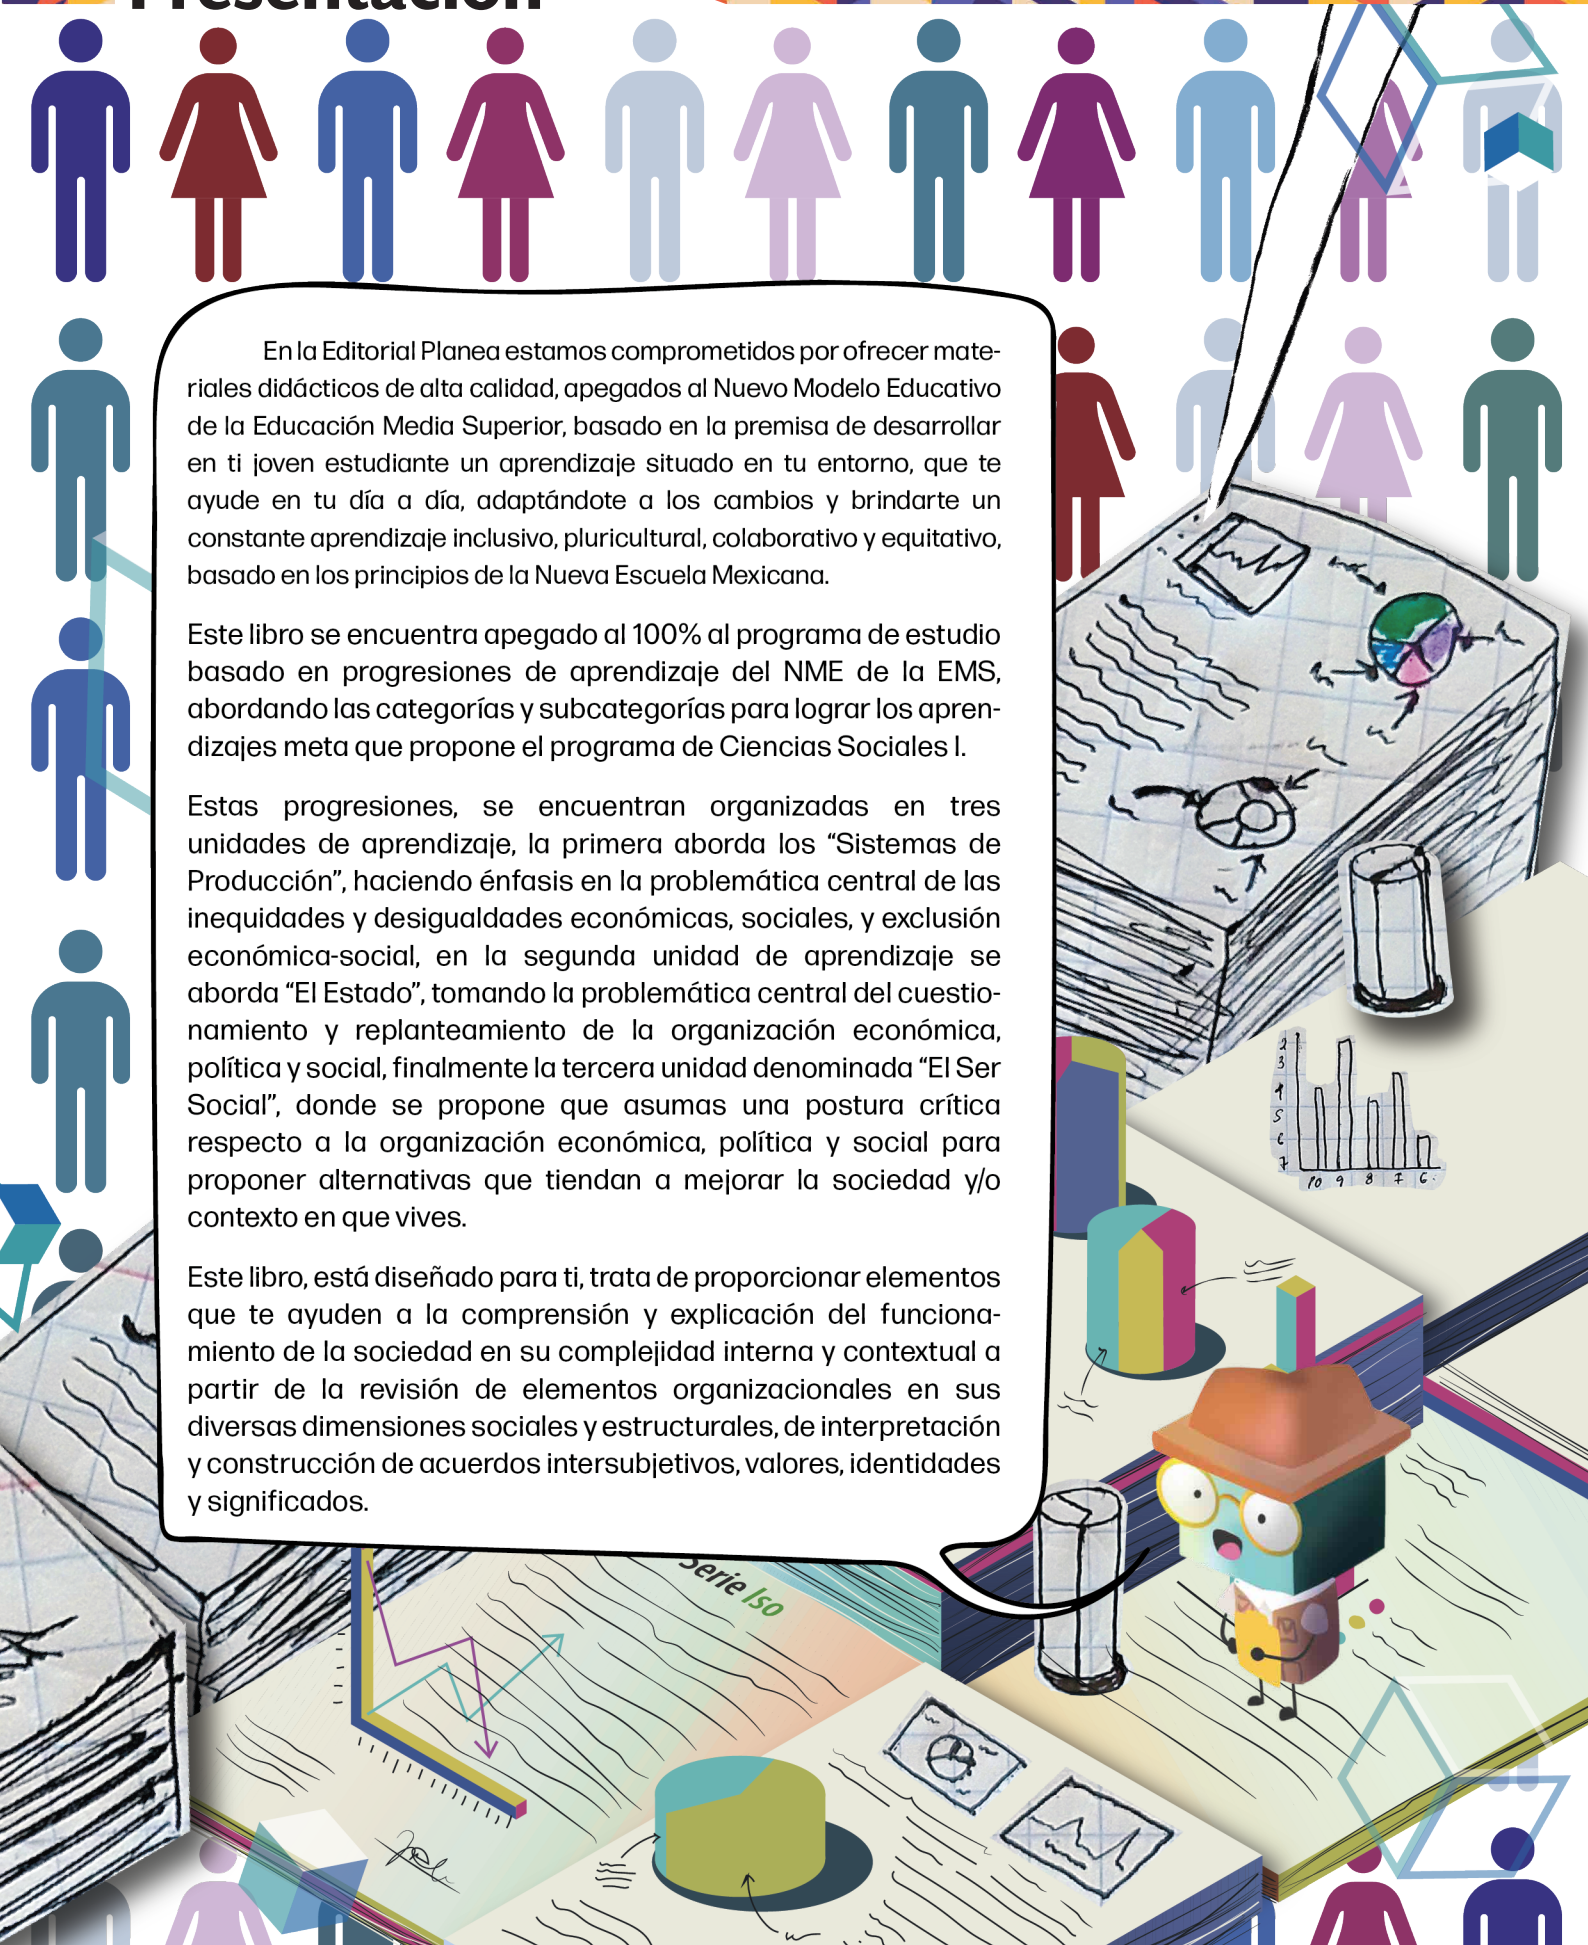 Presentación
En la Editorial Planea estamos comprometidos por ofrecer mate-
riales didácticos de alta calidad, apegados al Nuevo Modelo Educativo
de la Educación Media Superior, basado en la premisa de desarrollar
en ti joven estudiante un aprendizaje situado en tu entorno, que te
ayude en tu día a día, adaptándote a los cambios y brindarte un
constante aprendizaje inclusivo, pluricultural, colaborativo y equitativo,
basado en los principios de la Nueva Escuela Mexicana.
Este libro se encuentra apegado al 100% al programa de estudio
basado en progresiones de aprendizaje del NME de la EMS,
abordando las categorías y subcategorías para lograr los apren-
dizajes meta que propone el programa de Ciencias Sociales I.
Estas progresiones, se encuentran organizadas en tres
unidades de aprendizaje, la primera aborda los “Sistemas de
Producción”, haciendo énfasis en la problemática central de las
inequidades y desigualdades económicas, sociales, y exclusión
económica-social, en la segunda unidad de aprendizaje se
aborda “El Estado”, tomando la problemática central del cuestio-
namiento y replanteamiento de la organización económica,
política y social, finalmente la tercera unidad denominada “El Ser
Social”, donde se propone que asumas una postura crítica
respecto a la organización económica, política y social para
proponer alternativas que tiendan a mejorar la sociedad y/o
contexto en que vives.
Este libro, está diseñado para ti, trata de proporcionar elementos
que te ayuden a la comprensión y explicación del funciona-
miento de la sociedad en su complejidad interna y contextual a
partir de la revisión de elementos organizacionales en sus
diversas dimensiones sociales y estructurales, de interpretación
y construcción de acuerdos intersubjetivos, valores, identidades
y significados.
2
3
4
5
6
7
10 9 8 7 6
Serie Iso